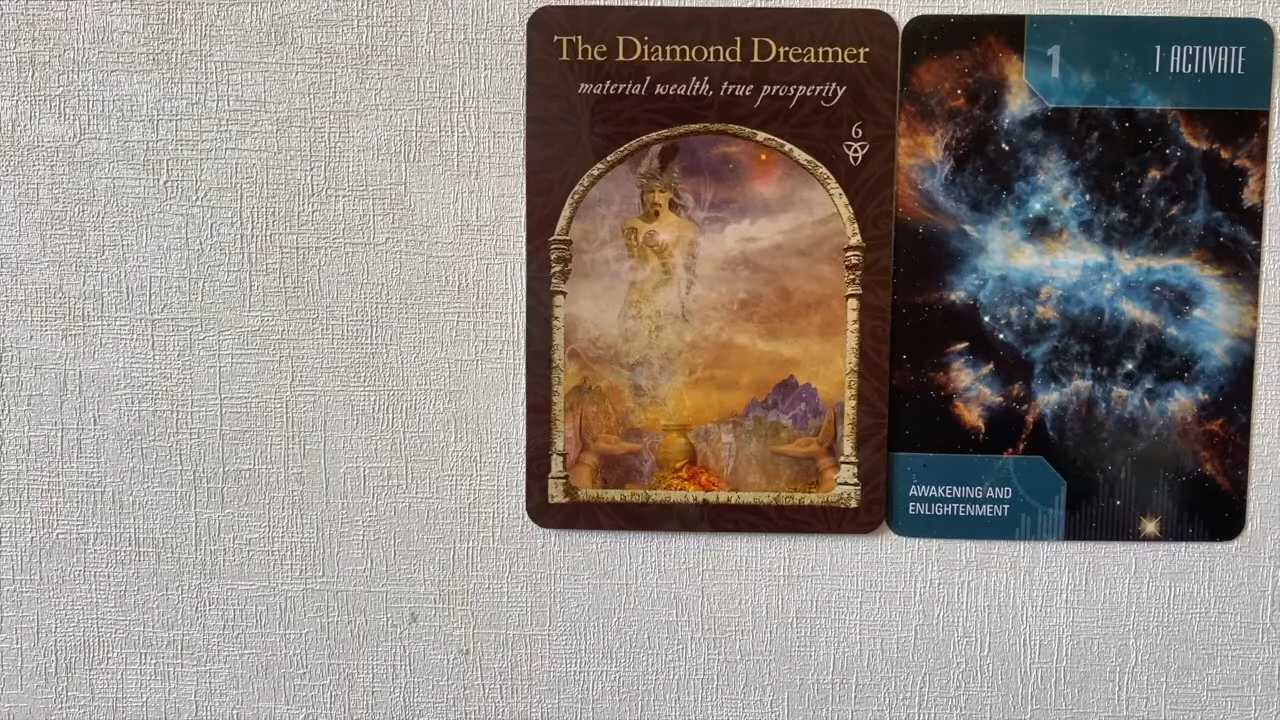 The Diamond Dreamer
material wealth, true prosperity
6
1
1 ACTIVATE
AWAKENING AND
ENLIGHTENMENT